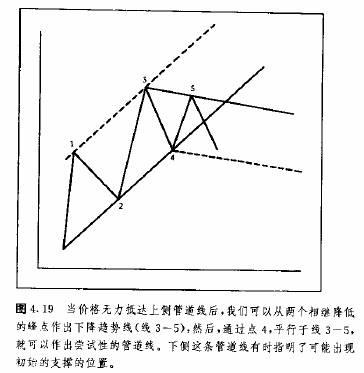 3
5
1
4
2
图4.19 当价格无力抵达上侧管道线后,我们可以从两个相继降低
的峰点作出下降趋势线(线3-5),然后,通过点4,平行于线3-5,
就可以作出尝试性的管道线。下侧这条管道线有时指明了可能出现
初始的支撑的位置。